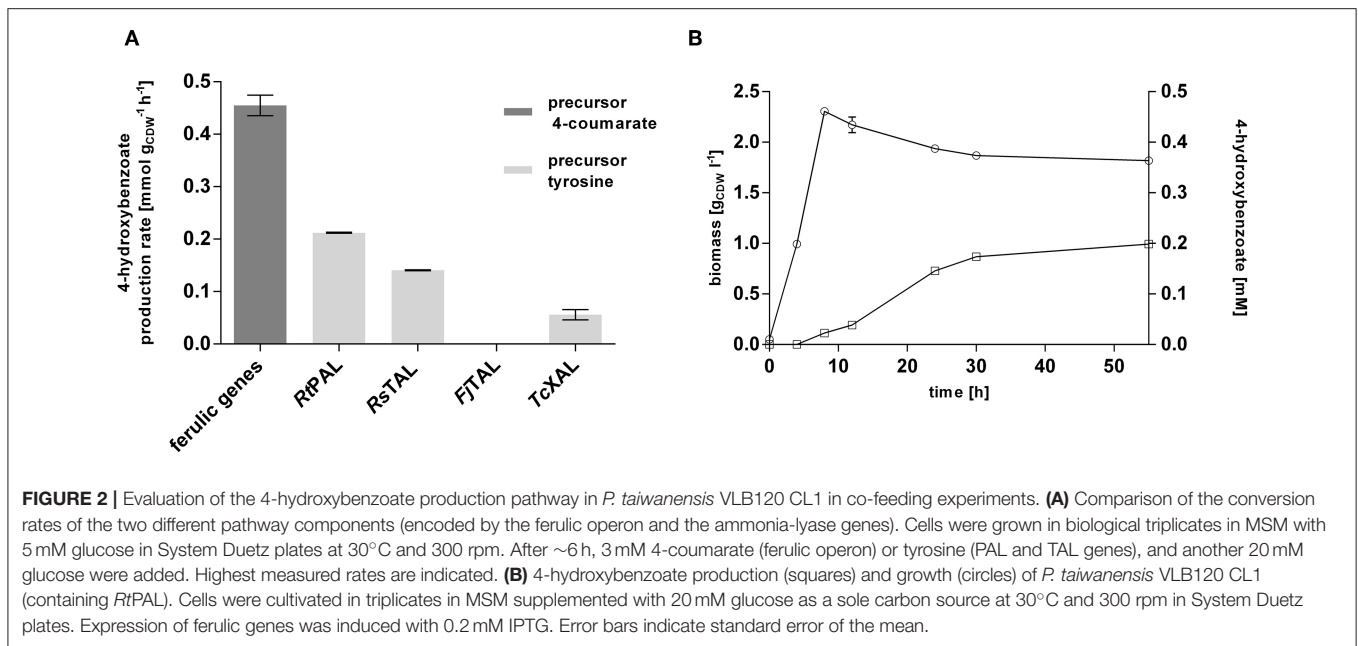 A
4-hydroxybenzoate
production rate [mmol gCDW-1 h-1]
0.5
0.4
0.3
0.2
0.1
0.0
precursor
4-coumarate
precursor
tyrosine
ferulic genes
RtPAL
RsTAL
FjTAL
TcXAL
B
biomass [gCDW l-1]
2.5
2.0
1.5
1.0
0.5
0.0
0
10
20
30
40
50
time [h]
0.5
0.4
0.3
0.2
0.1
0.0
4-hydroxybenzoate [mM]
FIGURE 2 | Evaluation of the 4-hydroxybenzoate production pathway in P. taiwanensis VLB120 CL1 in co-feeding experiments. (A) Comparison of the conversion
rates of the two different pathway components (encoded by the ferulic operon and the ammonia-lyase genes). Cells were grown in biological triplicates in MSM with
5 mM glucose in System Duetz plates at 30°C and 300 rpm. After ~6 h, 3 mM 4-coumarate (ferulic operon) or tyrosine (PAL and TAL genes), and another 20 mM
glucose were added. Highest measured rates are indicated. (B) 4-hydroxybenzoate production (squares) and growth (circles) of P. taiwanensis VLB120 CL1
(containing RtPAL). Cells were cultivated in triplicates in MSM supplemented with 20 mM glucose as a sole carbon source at 30°C and 300 rpm in System Duetz
plates. Expression of ferulic genes was induced with 0.2 mM IPTG. Error bars indicate standard error of the mean.